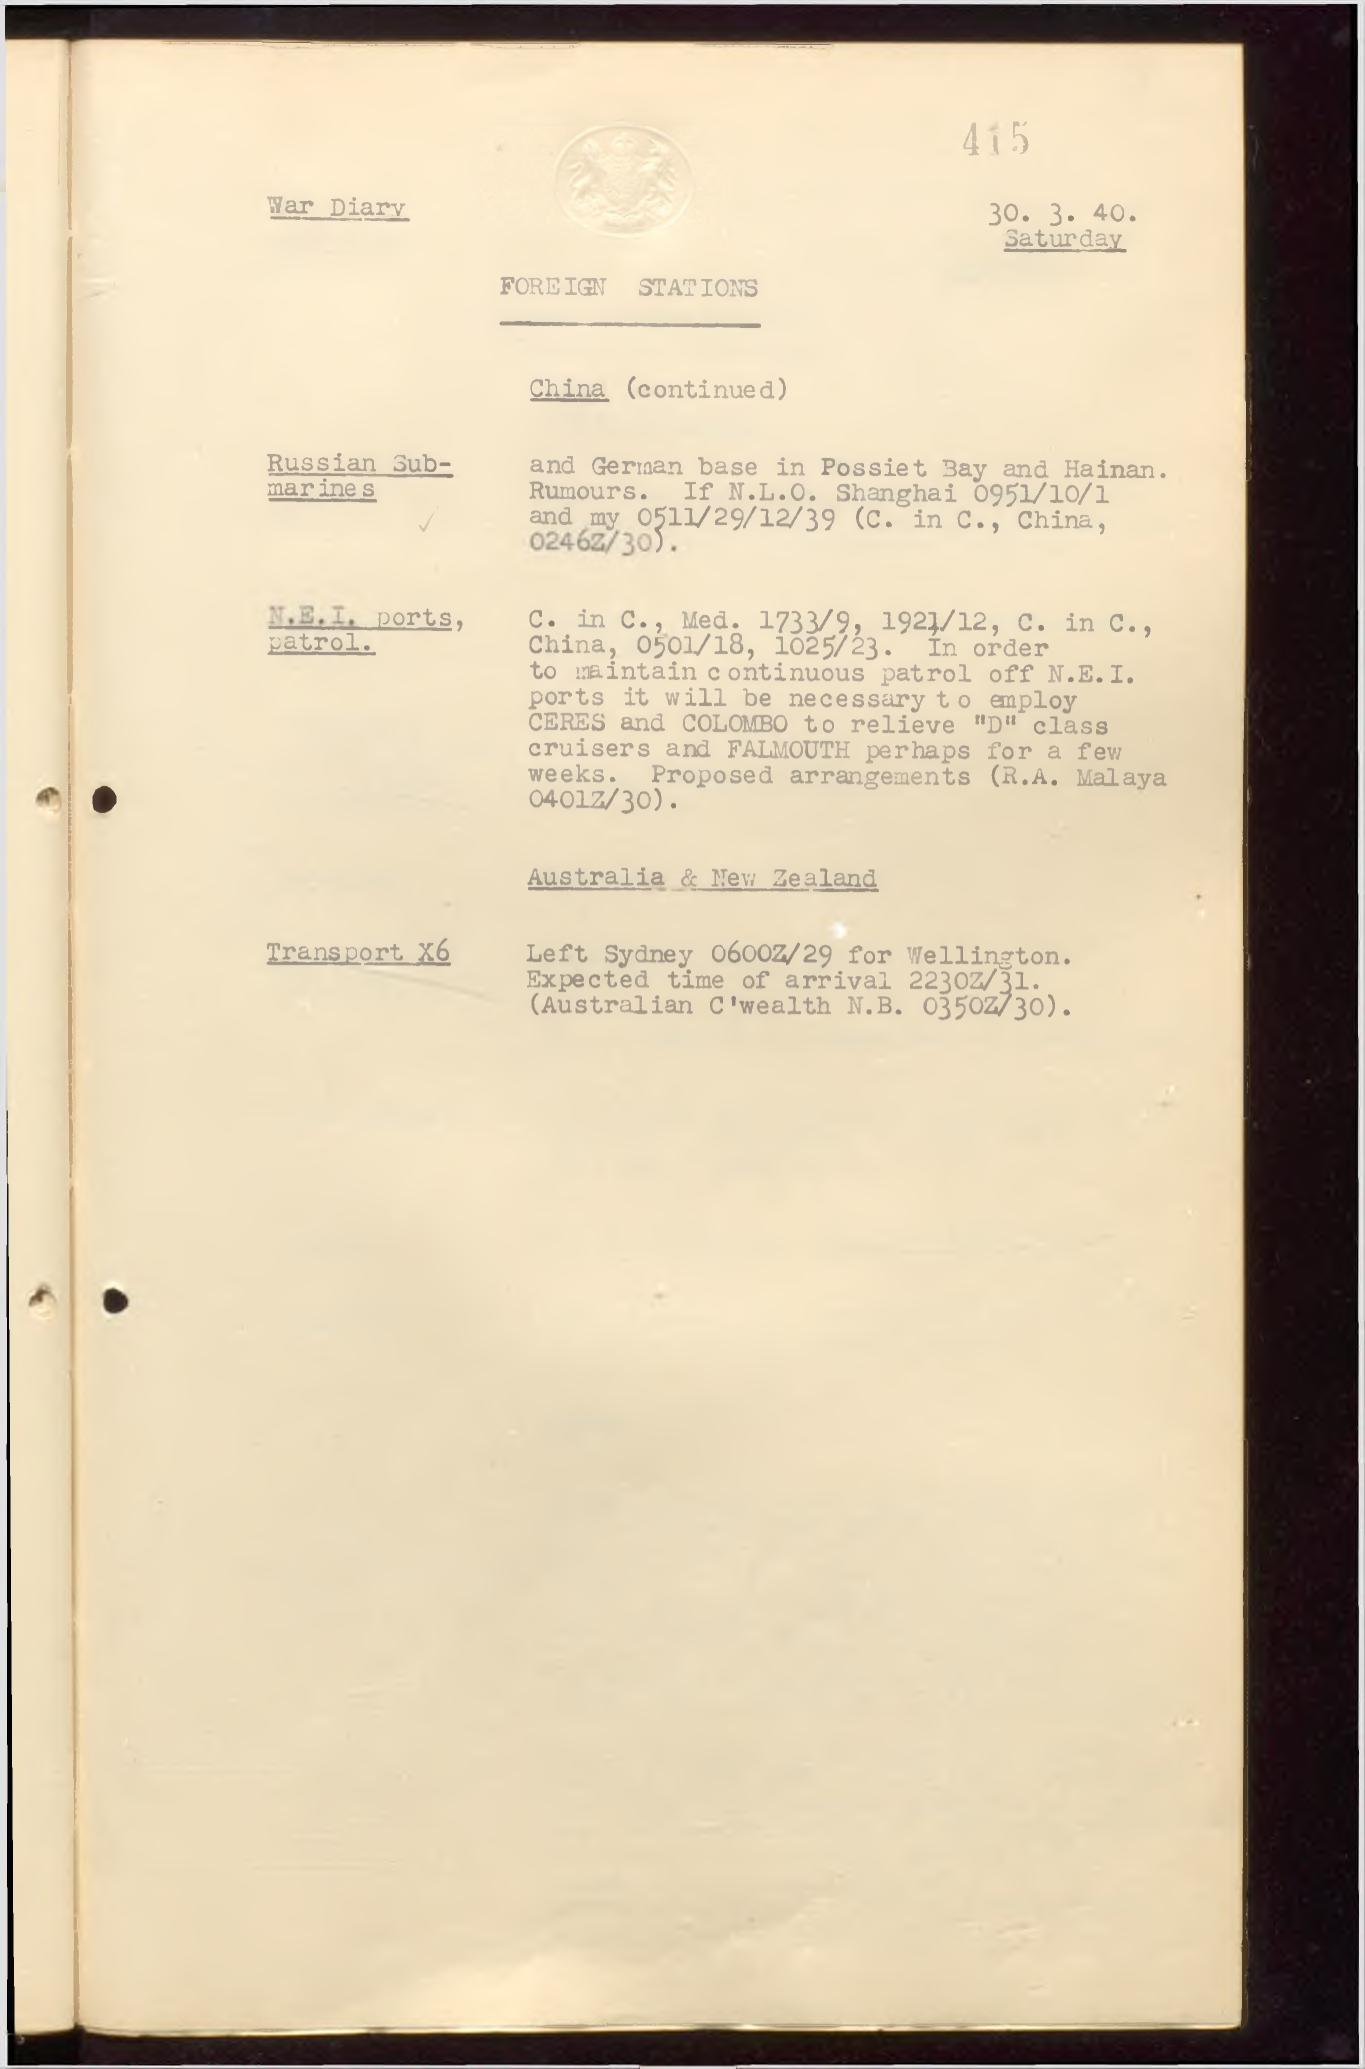 415
War Diary
30. 3. 40.
Saturday
FOREIGN STATIONS
China (continued)
Russian Sub-
marines
and German base in Possiet Bay and Hainan.
Rumours. If N.L.O. Shanghai 0951/10/1
and my 0511/29/12/39 (C. in C., China,
0246Z/30).
N.E.I. ports,
patrol.
C. in C., Med. 1733/9, 1921/12, C. in C.,
China, 0501/18, 1025/23. In order
to maintain continuous patrol off N.E.I.
ports it will be necessary to employ
CERES and COLOMBO to relieve "D" class
cruisers and FALMOUTH perhaps for a few
weeks. Proposed arrangements (R.A. Malaya
0401Z/30).
Australia & New Zealand
Transport X6
Left Sydney 0600Z/29 for Wellington.
Expected time of arrival 2230Z/31.
(Australian C'wealth N.B. 0350Z/30).